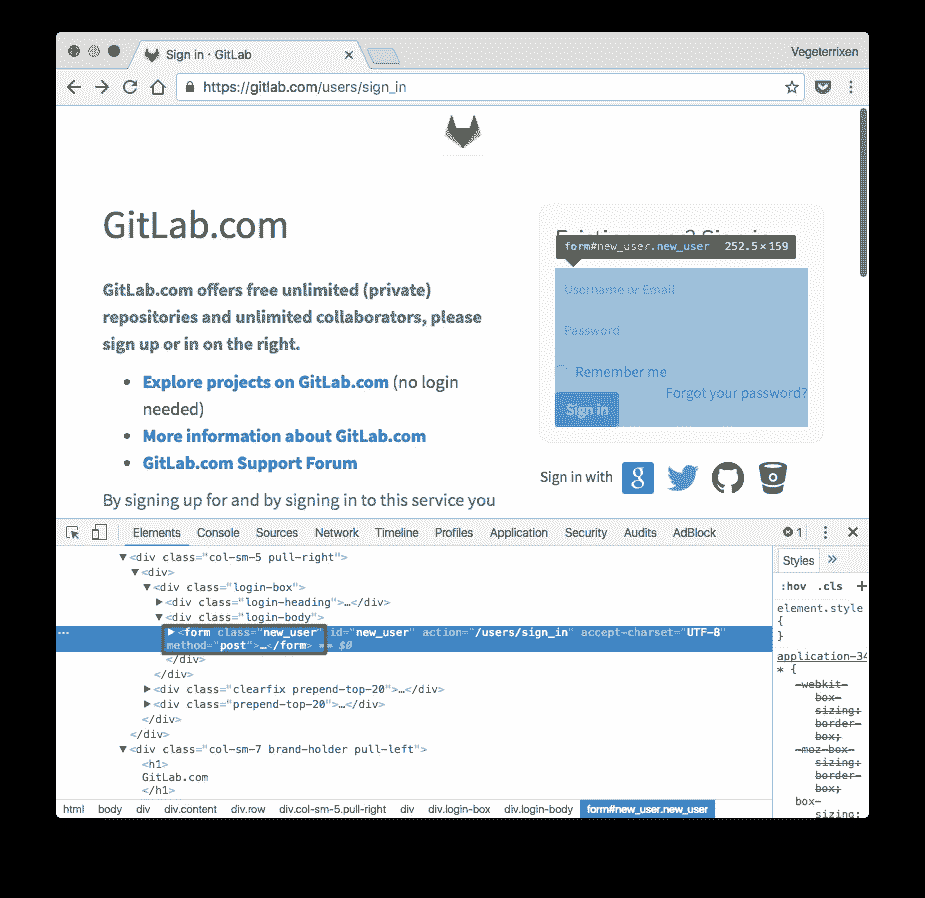 Sign in · GitLab
Vegeterrixen
https://gitlab.com/users/sign_in
GitLab.com
GitLab.com offers free unlimited (private)
repositories and unlimited collaborators, please
sign up or in on the right.
Explore projects on GitLab.com (no login
needed)
More information about GitLab.com
GitLab.com Support Forum
By signing up for and by signing in to this service you
form#new_user.new_user 252.5 × 159
Username or Email
Password
Remember me
Forgot your password?
Sign in
Sign in with
Elements Console Sources Network Timeline Profiles Application Security Audits AdBlock 1
▼<div class="col-sm-5 pull-right">
▼<div>
▼<div class="login-box">
▶<div class="login-heading">…</div>
▼<div class="login-body">
▶<form class="new_user" id="new_user" action="/users/sign_in" accept-charset="UTF-8"
method="post">…</form> == $0
</div>
</div>
▶<div class="clearfix prepend-top-20">…</div>
▶<div class="prepend-top-20">…</div>
</div>
</div>
▼<div class="col-sm-7 brand-holder pull-left">
<h1>
GitLab.com
</h1>
html body div div.content div.row div.col-sm-5.pull-right div div.login-box div.login-body form#new_user.new_user
Styles »
:hov .cls +
element.style
{
}
application-34
* {
-webkit-
box-
sizing:
border-
box;
-moz-box-
sizing:
border-
box;
box-
sizing: